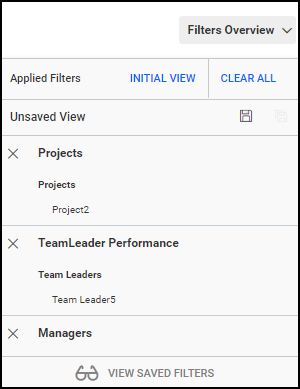 Filters Overview
Applied Filters INITIAL VIEW CLEAR ALL
Unsaved View
Projects
Projects
Project2
TeamLeader Performance
Team Leaders
Team Leader5
Managers
VIEW SAVED FILTERS